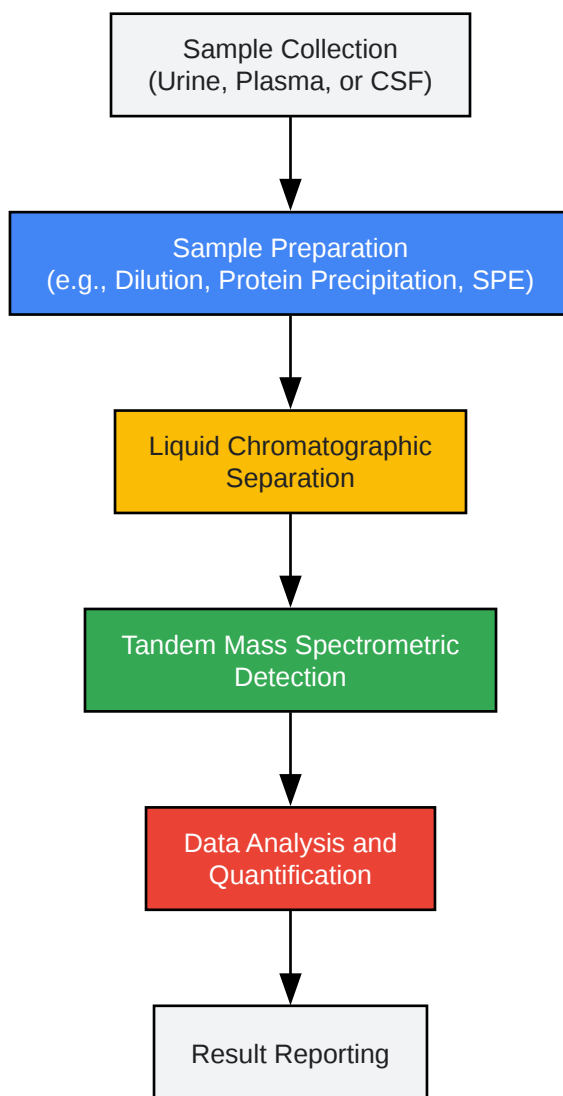 Sample Collection
(Urine, Plasma, or CSF)
Sample Preparation
(e.g., Dilution, Protein Precipitation, SPE)
Liquid Chromatographic
Separation
Tandem Mass Spectrometric
Detection
Data Analysis and
Quantification
Result Reporting